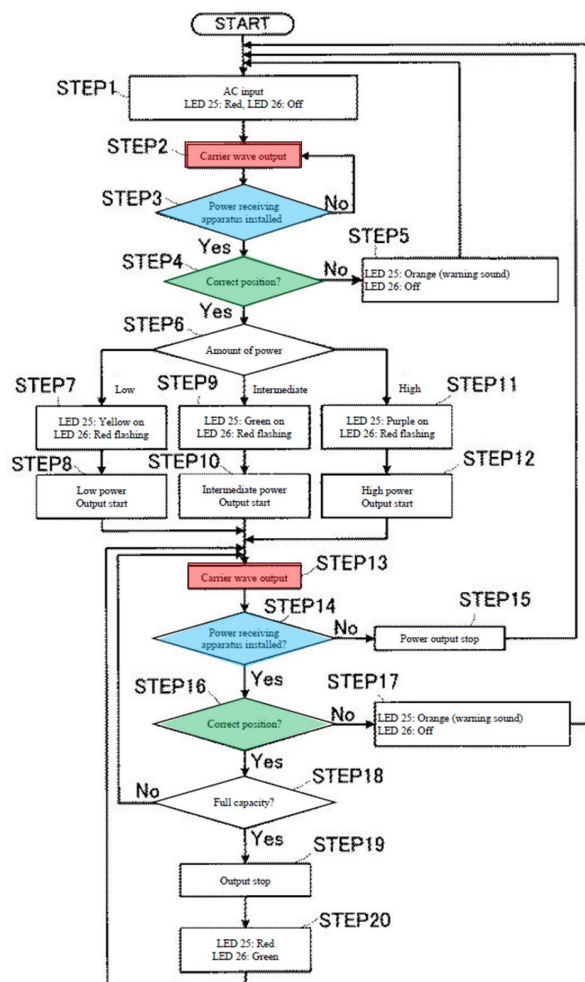 START
STEP1
AC input
LED 25: Red, LED 26: Off
STEP2
Carrier wave output
STEP3
Power receiving
apparatus installed
No
Yes
STEP4
Correct position?
No
STEP5
LED 25: Orange (warning sound)
LED 26: Off
Yes
STEP6
Amount of power
Low
Intermediate
High
STEP7
LED 25: Yellow on
LED 26: Red flashing
STEP9
LED 25: Green on
LED 26: Red flashing
STEP11
LED 25: Purple on
LED 26: Red flashing
STEP8
Low power
Output start
STEP10
Intermediate power
Output start
STEP12
High power
Output start
STEP13
Carrier wave output
STEP14
Power receiving
apparatus installed?
No
STEP15
Power output stop
Yes
STEP16
Correct position?
No
STEP17
LED 25: Orange (warning sound)
LED 26: Off
Yes
STEP18
Full capacity?
No
Yes
STEP19
Output stop
STEP20
LED 25: Red
LED 26: Green